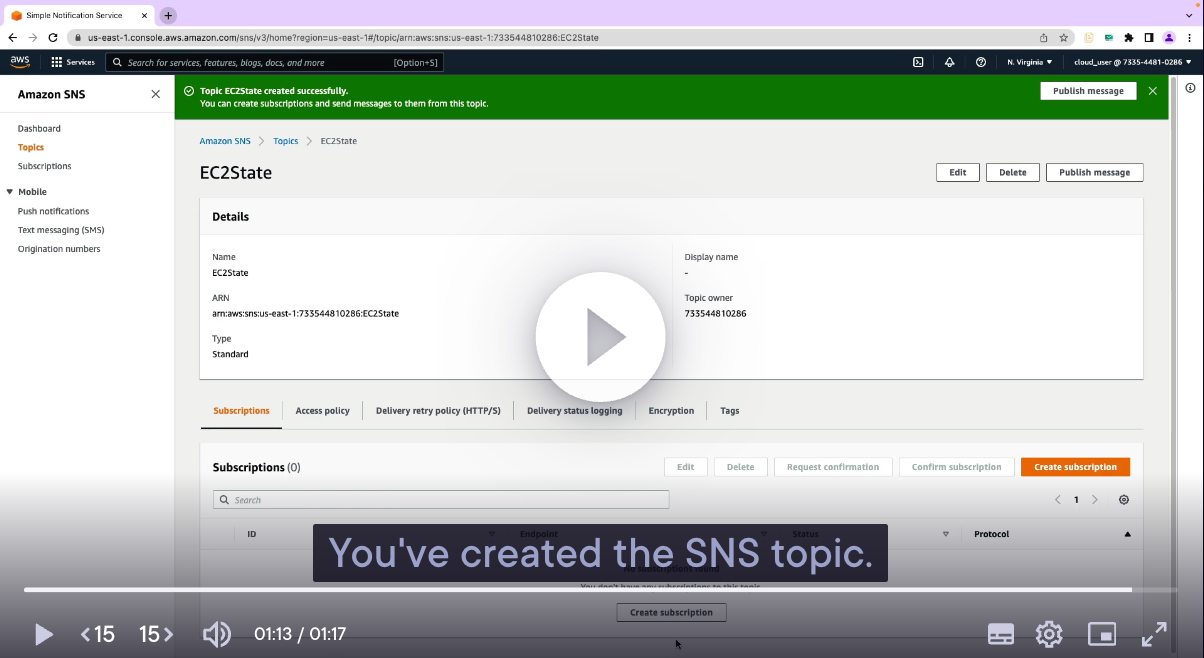 Simple Notification Service
us-east-1.console.aws.amazon.com/sns/v3/home?region=us-east-1#/topic/arn:aws:sns:us-east-1:733544810286:EC2State
aws
Services
Search for services, features, blogs, docs, and more
[Option+S]
N. Virginia
cloud_user @ 7335-4481-0286
Amazon SNS
Dashboard
Topics
Subscriptions
Mobile
Push notifications
Text messaging (SMS)
Origination numbers
Topic EC2State created successfully.
You can create subscriptions and send messages to them from this topic.
Publish message
Amazon SNS
Topics
EC2State
EC2State
Edit
Delete
Publish message
Details
Name
EC2State
ARN
arn:aws:sns:us-east-1:733544810286:EC2State
Type
Standard
Display name
-
Topic owner
733544810286
Subscriptions
Access policy
Delivery retry policy (HTTP/S)
Delivery status logging
Encryption
Tags
Subscriptions (0)
Edit
Delete
Request confirmation
Confirm subscription
Create subscription
Search
1
ID
Endpoint
Status
Protocol
No subscriptions found
You don't have any subscriptions to this topic.
You've created the SNS topic.
Create subscription
15
15
01:13 / 01:17